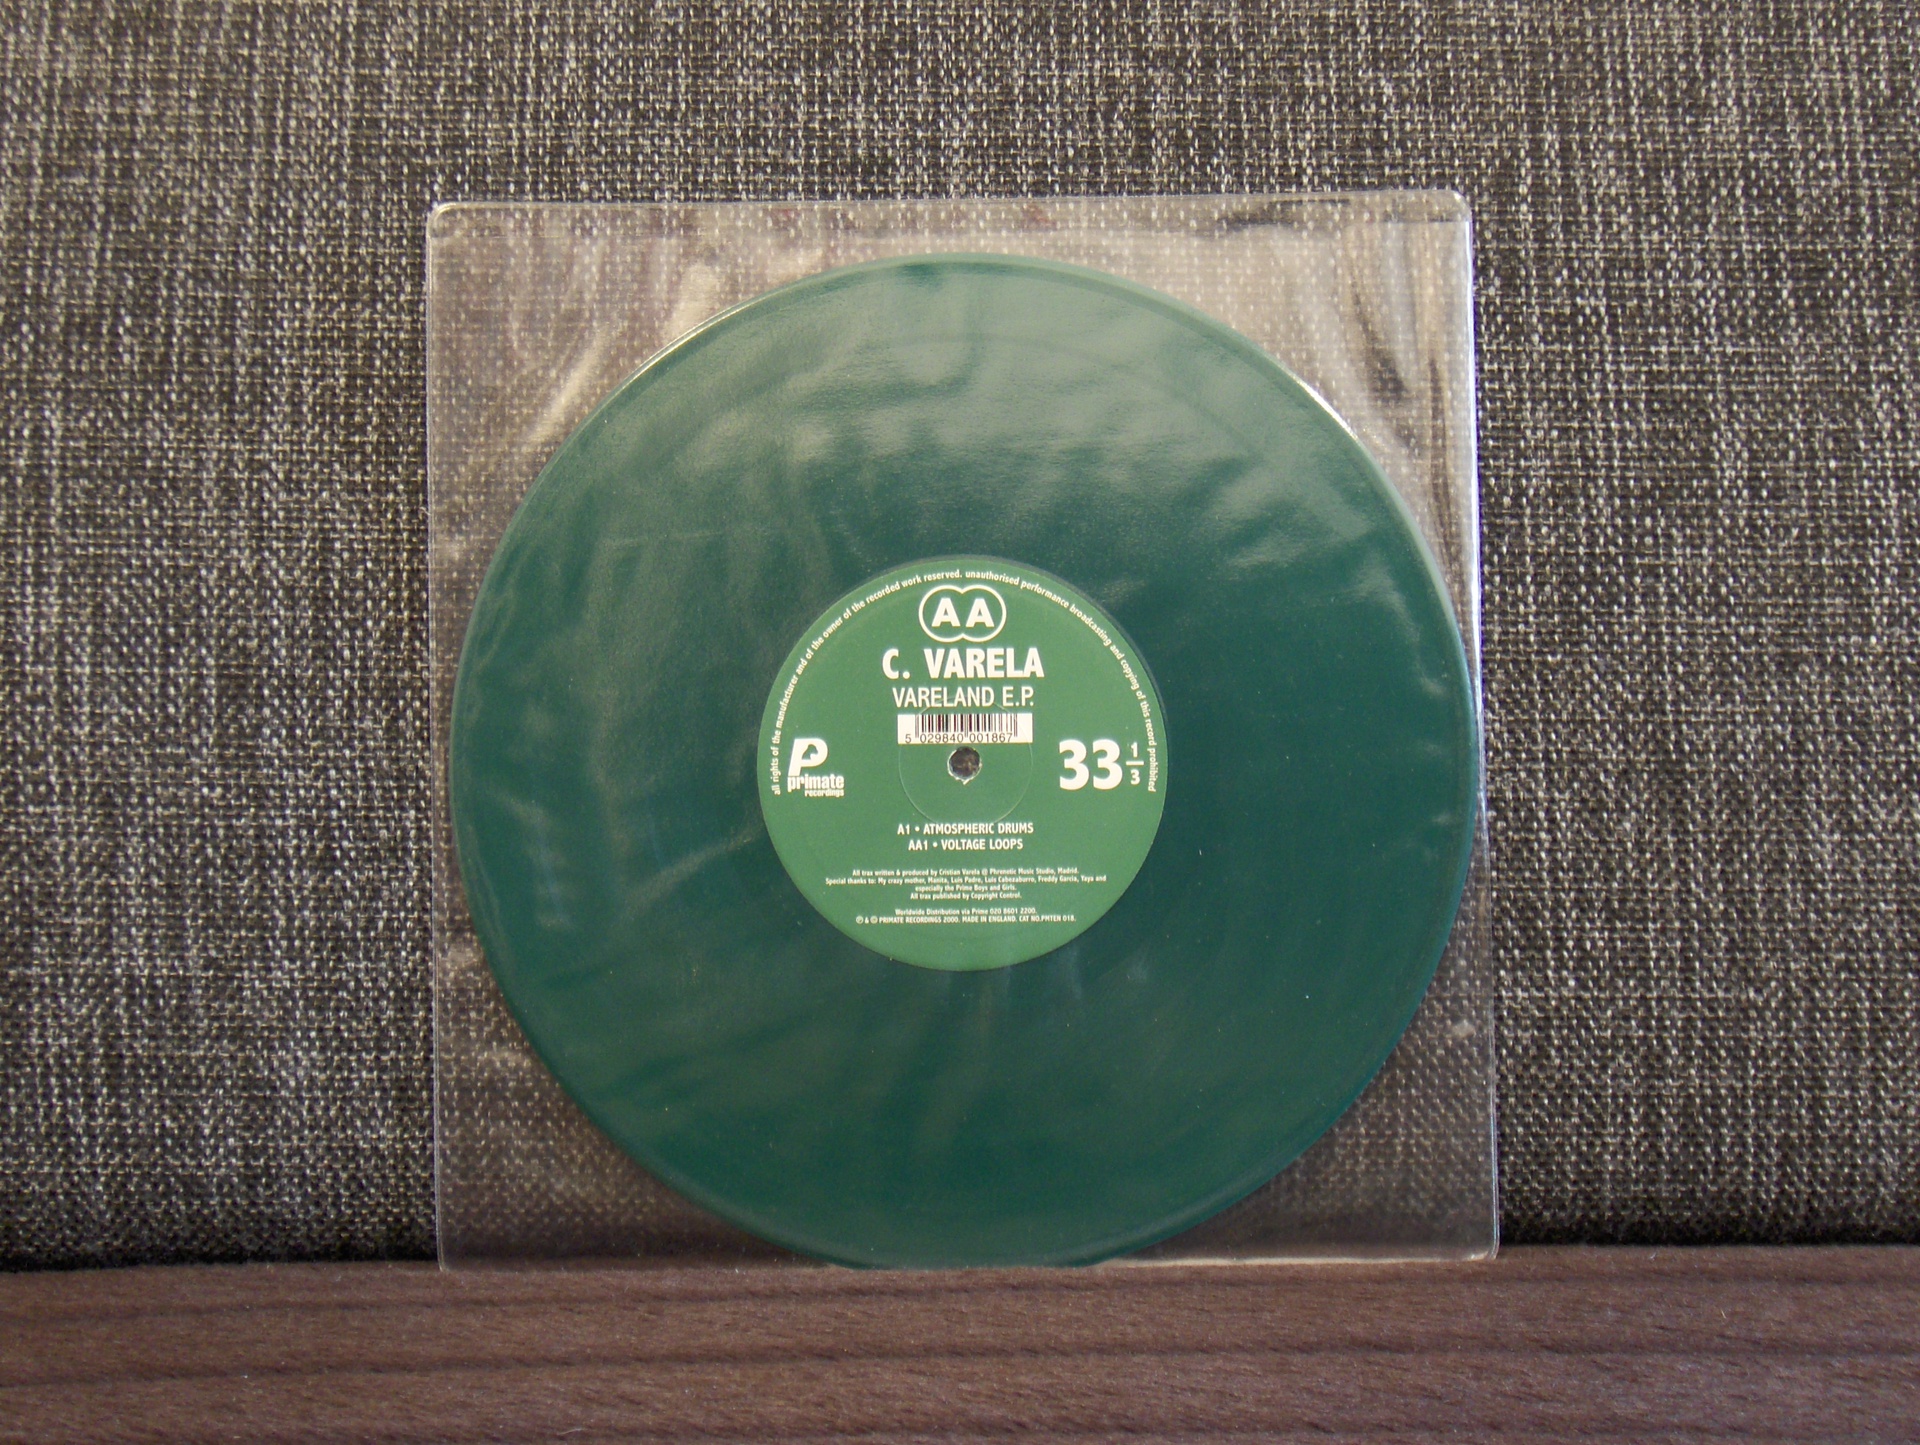 all rights of the manufacturer and of the owner of the recorded work reserved. unauthorised performance broadcasting and copying of this record prohibited
AA
C. VARELA
VARELAND E.P.
5 029840 001867
primate
recordings
33 1/3
A1 • ATMOSPHERIC DRUMS
AA1 • VOLTAGE LOOPS
All trax written & produced by Cristian Varela @ Phrenetic Music Studio, Madrid.
Special thanks to: My crazy mother, Manita, Luis Padre, Luis Cabezaburro, Freddy Garcia, Yaya and
especially the Prime Boys and Girls.
All trax published by Copyright Control.
Worldwide Distribution via Prime 020 8601 2200.
℗ & © PRIMATE RECORDINGS 2000. MADE IN ENGLAND. CAT NO.PMTEN 018.